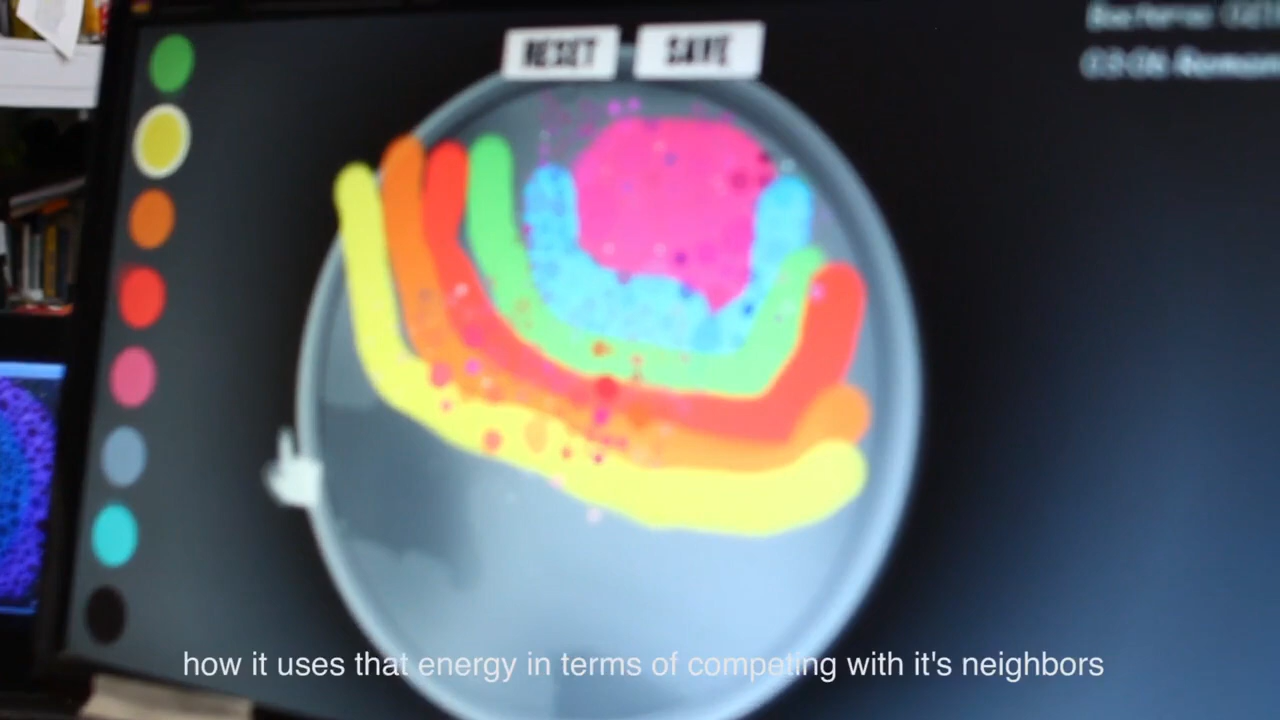 RESET SAVE
how it uses that energy in terms of competing with it's neighbors